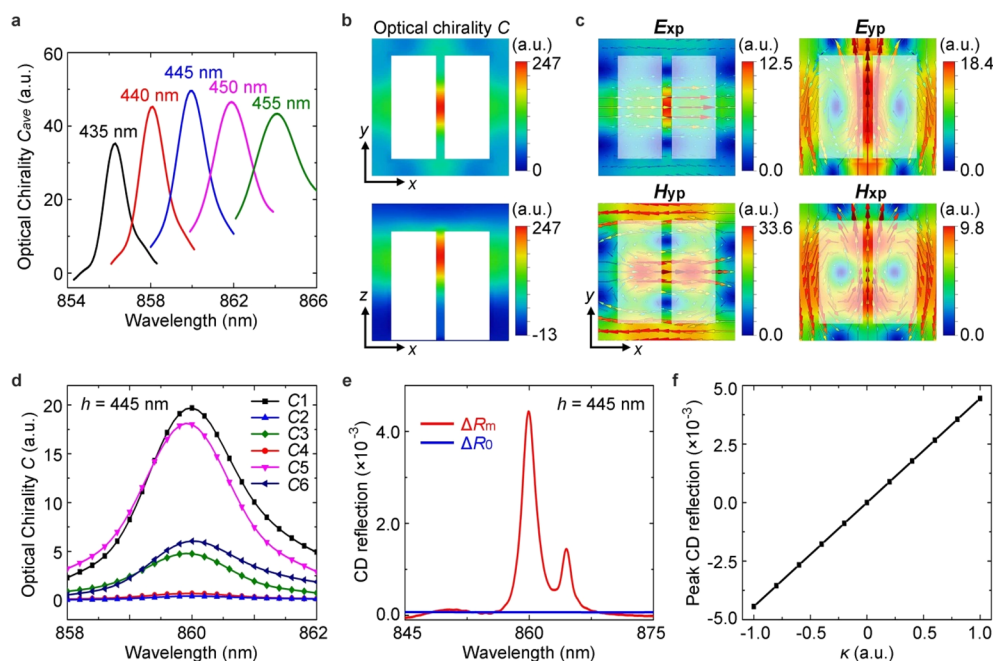 a
Optical Chirality Cave (a.u.)
60
40
20
0
435 nm
440 nm
445 nm
450 nm
455 nm
854
858
862
866
Wavelength (nm)
b
Optical chirality C
(a.u.)
247
0
y
x
(a.u.)
247
-13
z
x
c
Exp
(a.u.)
12.5
0.0
Eyp
(a.u.)
18.4
0.0
Hyp
(a.u.)
33.6
0.0
y
x
Hxp
(a.u.)
9.8
0.0
d
Optical Chirality C (a.u.)
20
15
10
5
0
h = 445 nm
C1
C2
C3
C4
C5
C6
858
860
862
Wavelength (nm)
e
CD reflection (×10⁻³)
4.0
2.0
0.0
h = 445 nm
ΔRm
ΔR0
845
860
875
Wavelength (nm)
f
Peak CD reflection (×10⁻³)
5.0
2.5
0.0
-2.5
-5.0
-1.0
-0.5
0
0.5
1.0
κ (a.u.)